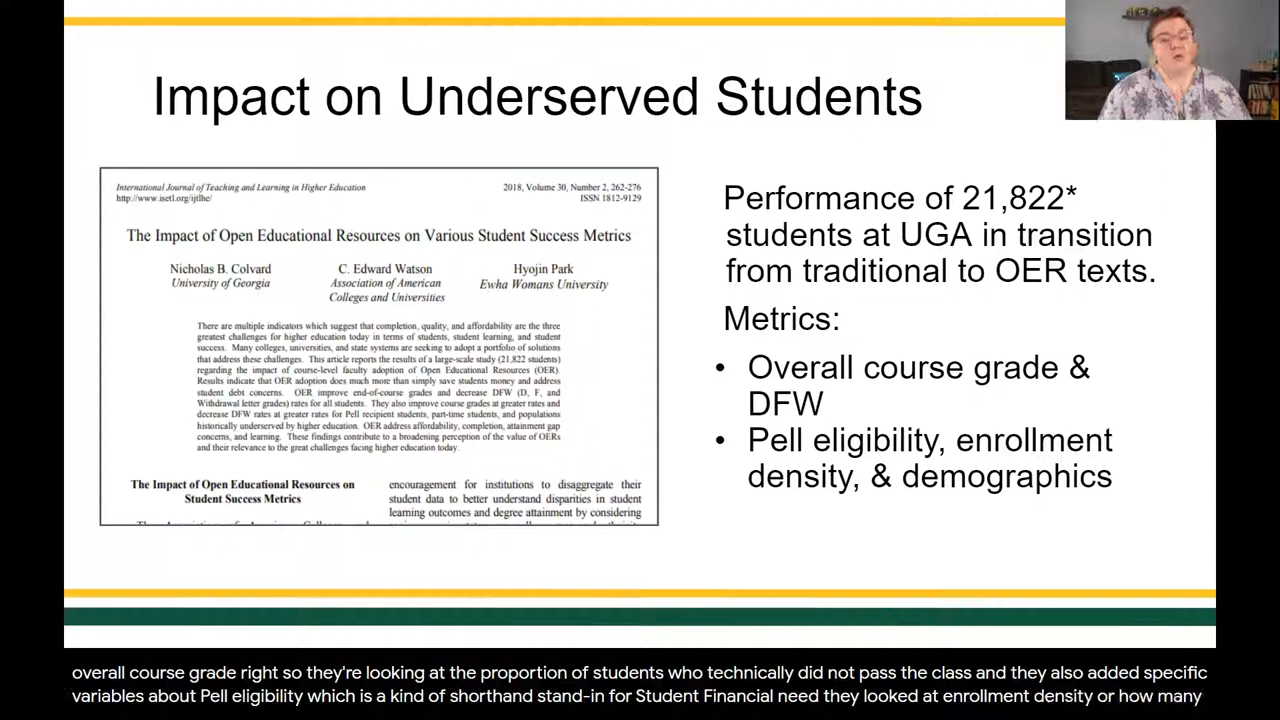 Impact on Underserved Students
International Journal of Teaching and Learning in Higher Education
http://www.isetl.org/ijtlhe/
2018, Volume 30, Number 2, 262-276
ISSN 1812-9129
The Impact of Open Educational Resources on Various Student Success Metrics
Nicholas B. Colvard
University of Georgia
C. Edward Watson
Association of American
Colleges and Universities
Hyojin Park
Ewha Womans University
There are multiple indicators which suggest that completion, quality, and affordability are the three
greatest challenges for higher education today in terms of students, student learning, and student
success. Many colleges, universities, and state systems are seeking to adopt a portfolio of solutions
that address these challenges. This article reports the results of a large-scale study (21,822 students)
regarding the impact of course-level faculty adoption of Open Educational Resources (OER).
Results indicate that OER adoption does much more than simply save students money and address
student debt concerns. OER improve end-of-course grades and decrease DFW (D, F, and
Withdrawal letter grades) rates for all students. They also improve course grades at greater rates and
decrease DFW rates at greater rates for Pell recipient students, part-time students, and populations
historically underserved by higher education. OER address affordability, completion, attainment gap
concerns, and learning. These findings contribute to a broadening perception of the value of OERs
and their relevance to the great challenges facing higher education today.
The Impact of Open Educational Resources on
Student Success Metrics
encouragement for institutions to disaggregate their
student data to better understand disparities in student
learning outcomes and degree attainment by considering
Performance of 21,822*
students at UGA in transition
from traditional to OER texts.
Metrics:
• Overall course grade &
DFW
• Pell eligibility, enrollment
density, & demographics
overall course grade right so they're looking at the proportion of students who technically did not pass the class and they also added specific
variables about Pell eligibility which is a kind of shorthand stand-in for Student Financial need they looked at enrollment density or how many